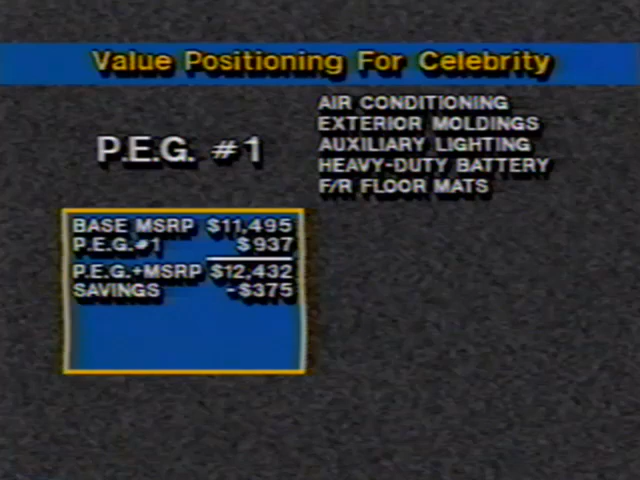 Value Positioning For Celebrity
P.E.G. #1
AIR CONDITIONING
EXTERIOR MOLDINGS
AUXILIARY LIGHTING
HEAVY-DUTY BATTERY
F/R FLOOR MATS
BASE MSRP $11,495
P.E.G.#1 $937
P.E.G.+MSRP $12,432
SAVINGS -$375